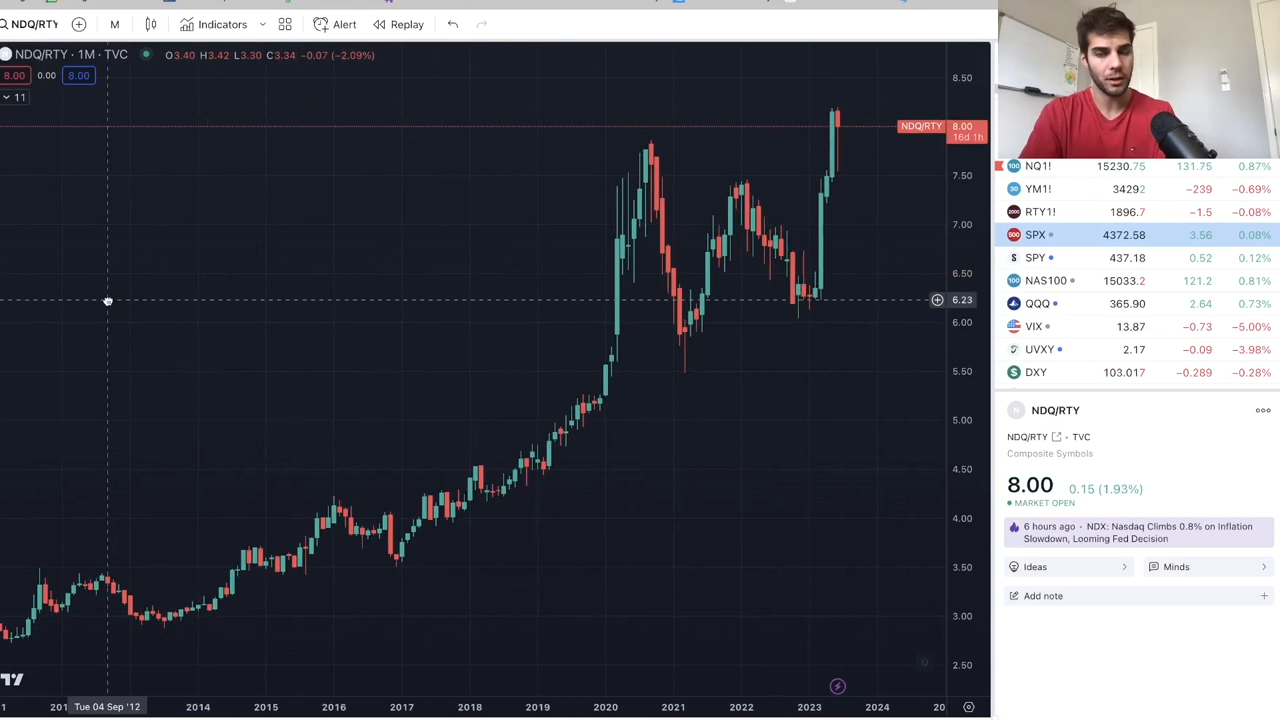 NDQ/RTY
M
Indicators
Alert
Replay
NDQ/RTY · 1M · TVC
O3.40 H3.42 L3.30 C3.34 −0.07 (−2.09%)
8.00 0.00 8.00
11
8.50
NDQ/RTY 8.00
16d 1h
7.50
7.00
6.50
6.23
6.00
5.50
5.00
4.50
4.00
3.50
3.00
2.50
Tue 04 Sep '12
2014
2015
2016
2017
2018
2019
2020
2021
2022
2023
2024
20
100 NQ1! 15230.75 131.75 0.87%
30 YM1! 34292 −239 −0.69%
2000 RTY1! 1896.7 −1.5 −0.08%
500 SPX 4372.58 3.56 0.08%
S SPY 437.18 0.52 0.12%
100 NAS100 15033.2 121.2 0.81%
QQQ 365.90 2.64 0.73%
VIX 13.87 −0.73 −5.00%
UVXY 2.17 −0.09 −3.98%
$ DXY 103.017 −0.289 −0.28%
N NDQ/RTY
NDQ/RTY · TVC
Composite Symbols
8.00 0.15 (1.93%)
MARKET OPEN
6 hours ago · NDX: Nasdaq Climbs 0.8% on Inflation
Slowdown, Looming Fed Decision
Ideas
Minds
Add note